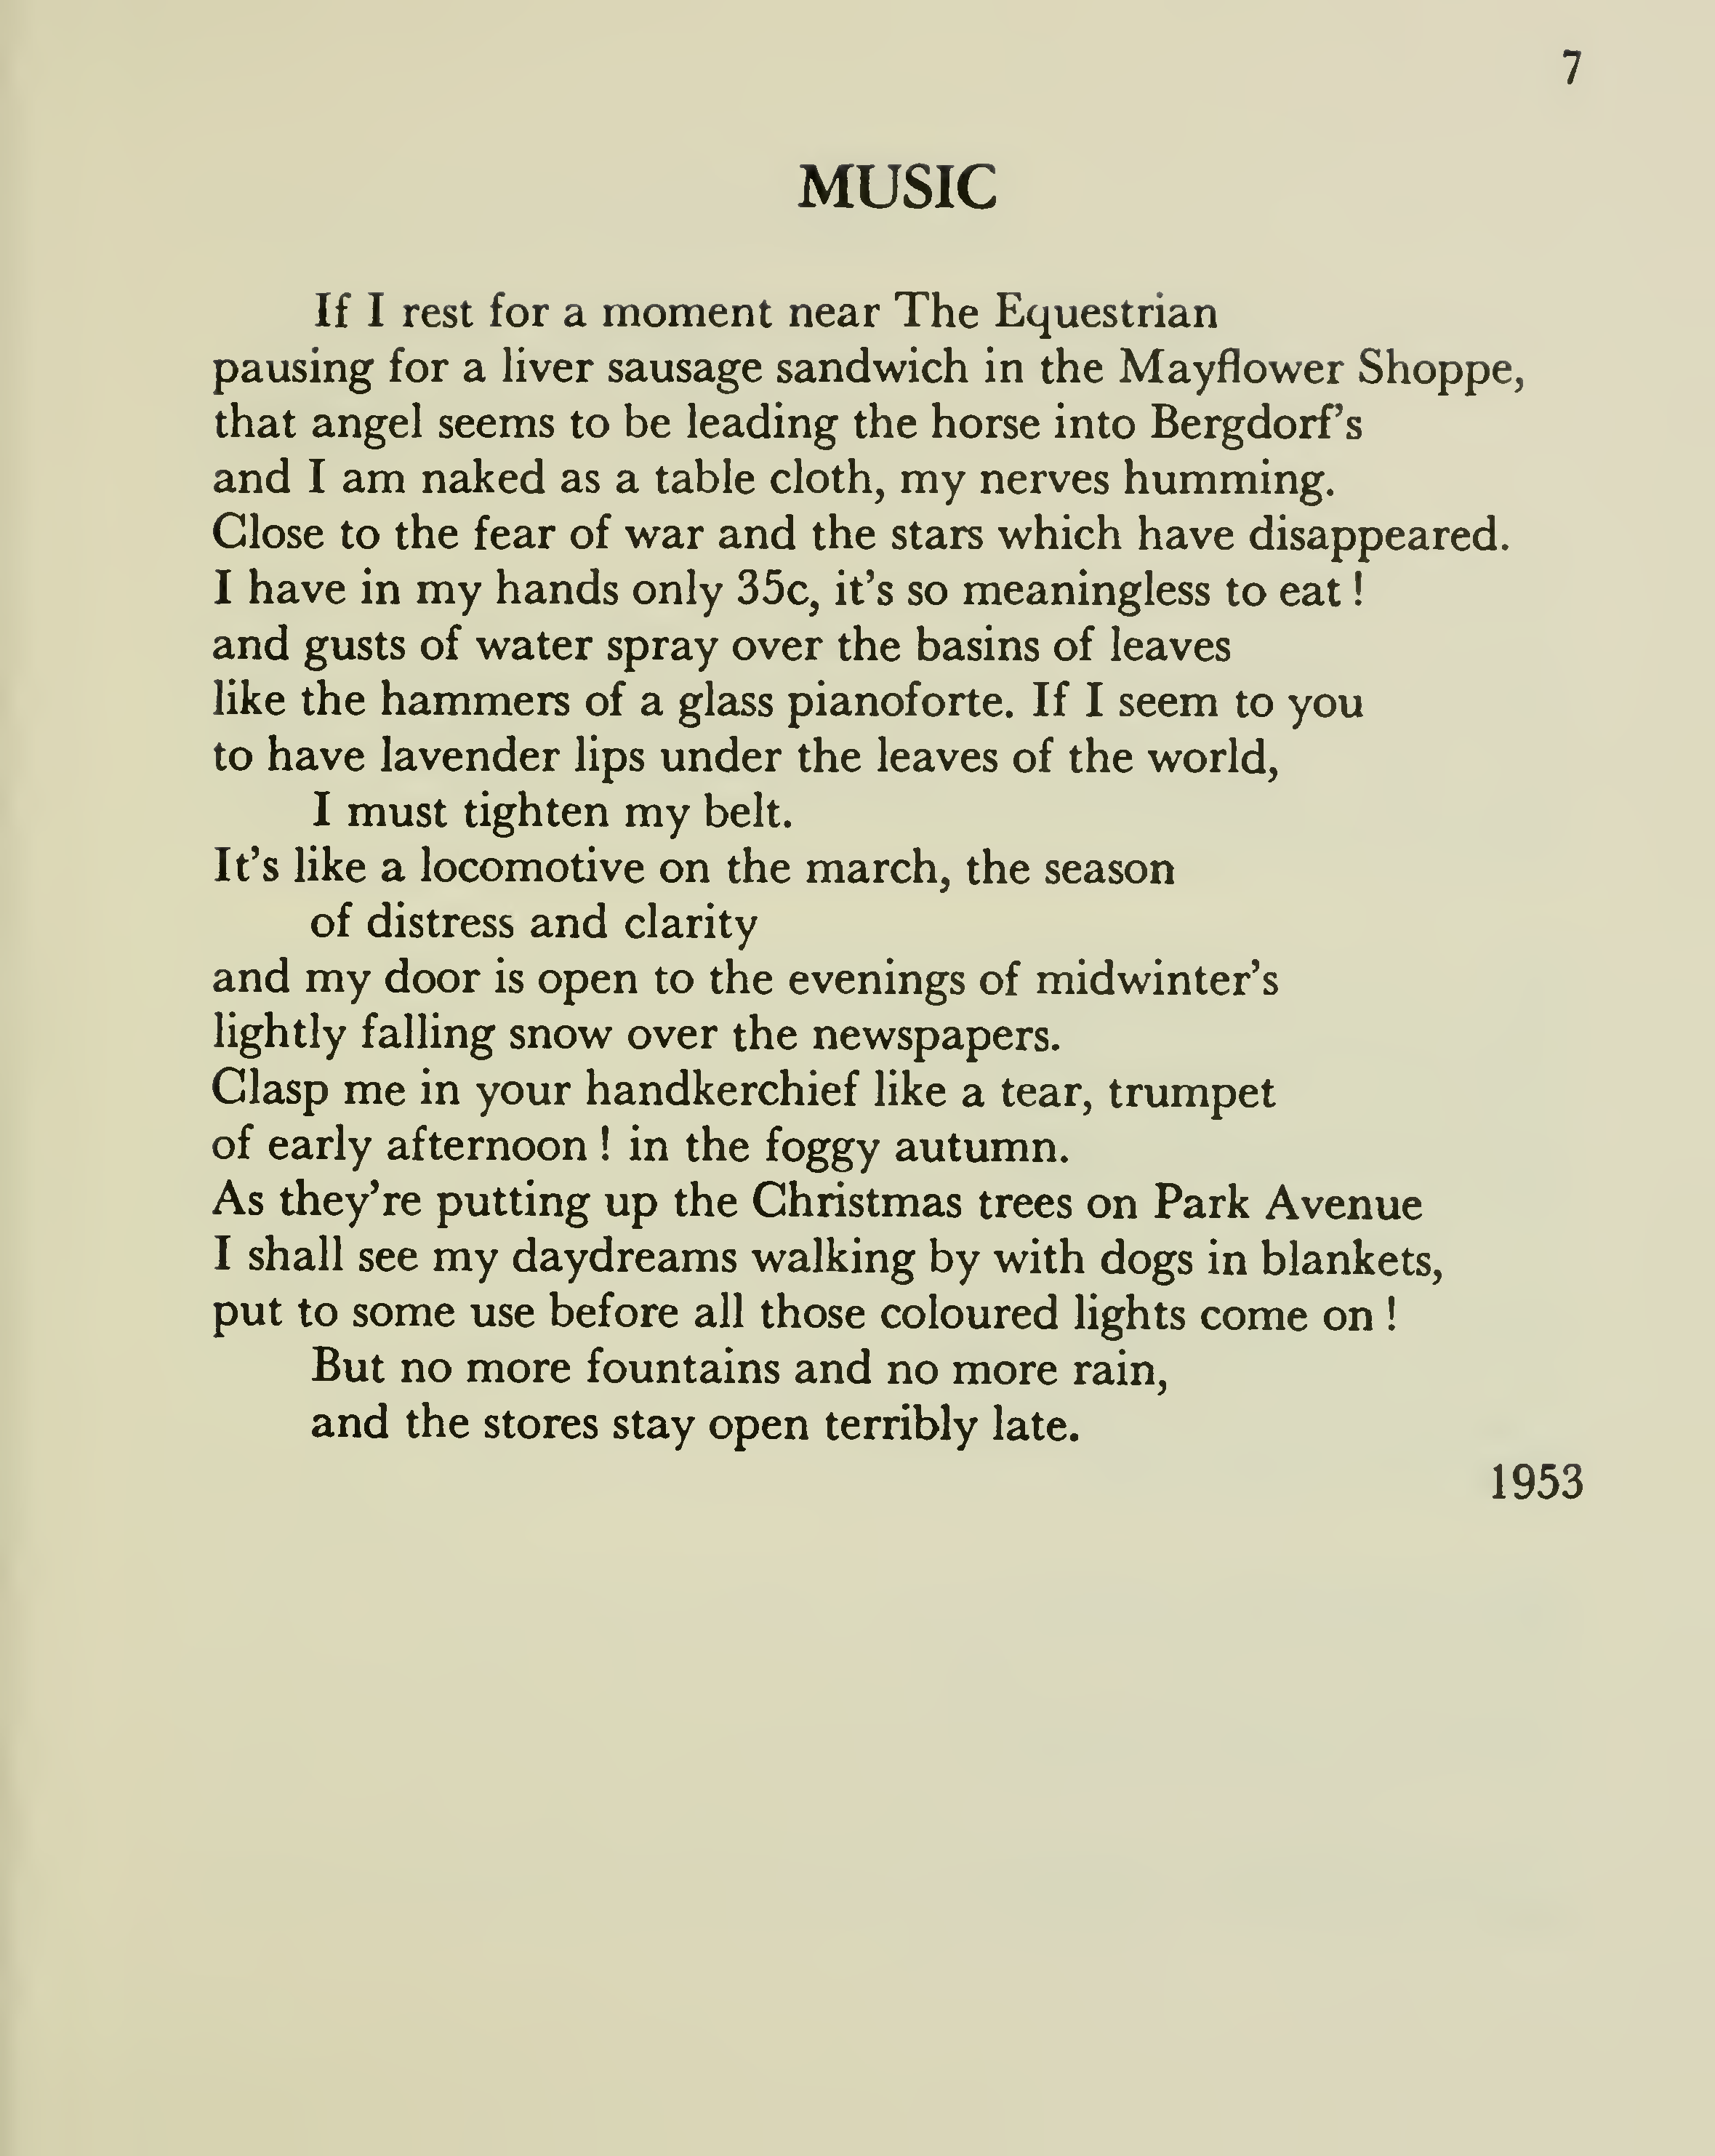 7
MUSIC
If I rest for a moment near The Equestrian
pausing for a liver sausage sandwich in the Mayflower Shoppe,
that angel seems to be leading the horse into Bergdorf's
and I am naked as a table cloth, my nerves humming.
Close to the fear of war and the stars which have disappeared.
I have in my hands only 35c, it's so meaningless to eat !
and gusts of water spray over the basins of leaves
like the hammers of a glass pianoforte. If I seem to you
to have lavender lips under the leaves of the world,
I must tighten my belt.
It's like a locomotive on the march, the season
of distress and clarity
and my door is open to the evenings of midwinter's
lightly falling snow over the newspapers.
Clasp me in your handkerchief like a tear, trumpet
of early afternoon ! in the foggy autumn.
As they're putting up the Christmas trees on Park Avenue
I shall see my daydreams walking by with dogs in blankets,
put to some use before all those coloured lights come on !
But no more fountains and no more rain,
and the stores stay open terribly late.
1953